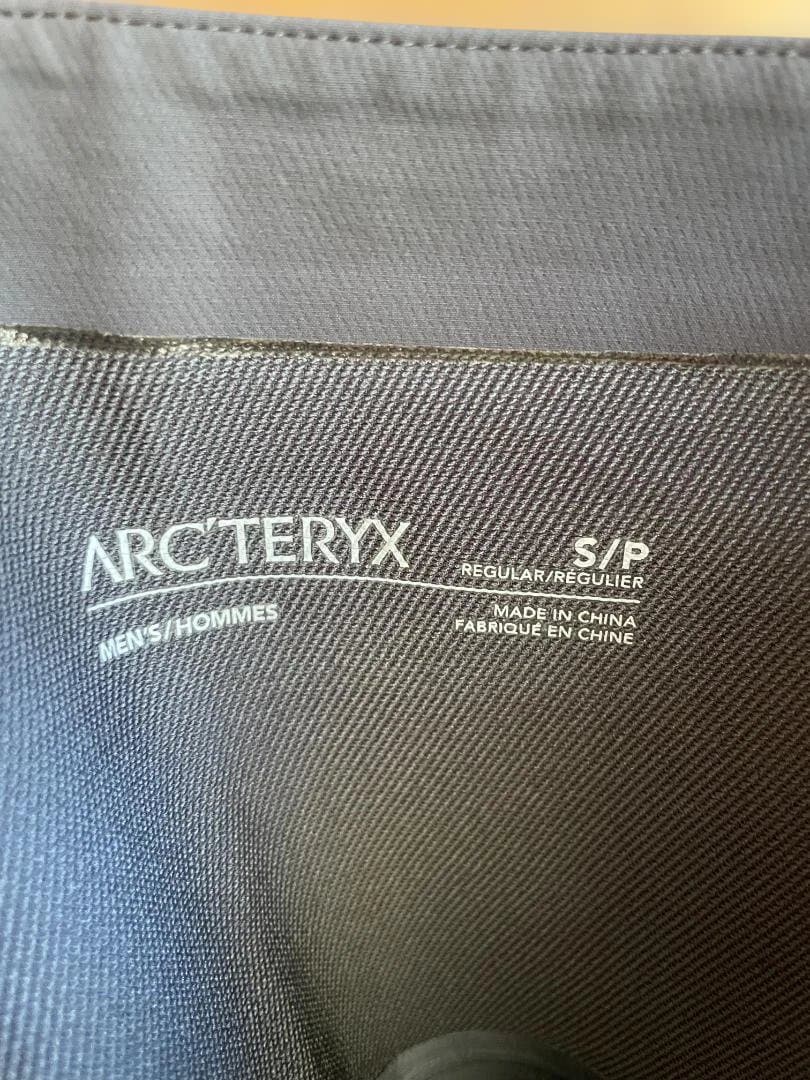 ARC'TERYX
MEN'S/HOMMES
S/P
REGULAR/RÉGULIER
MADE IN CHINA
FABRIQUÉ EN CHINE